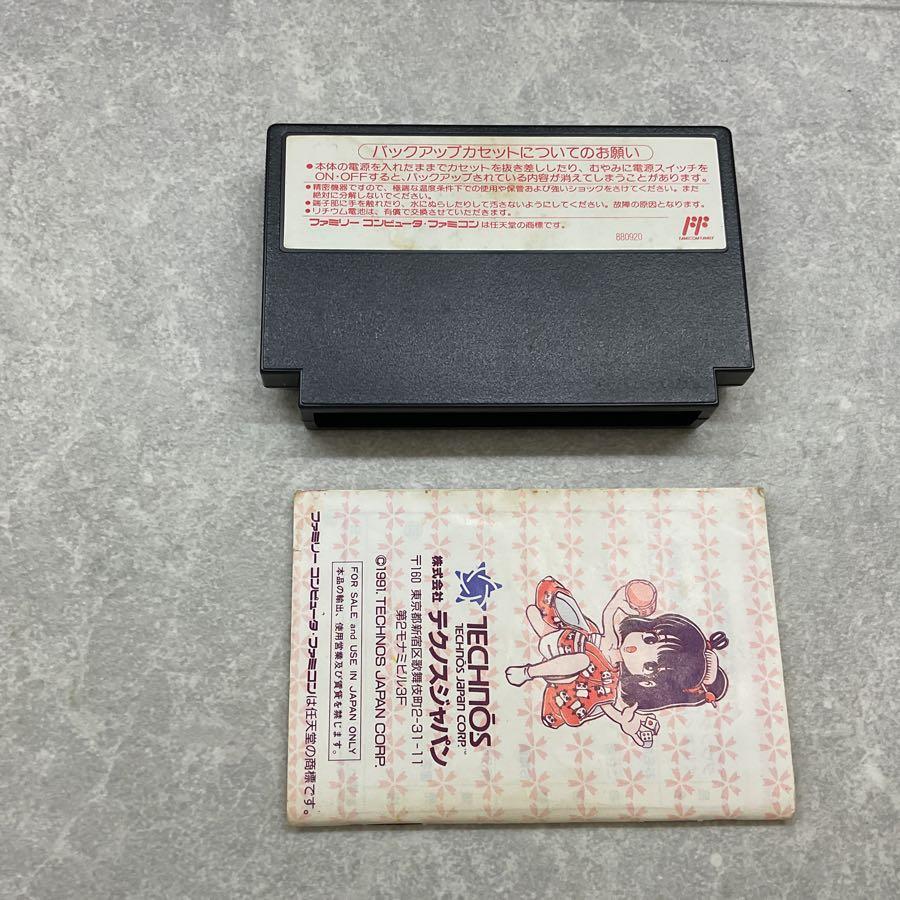 バックアップカセットについてのお願い
●本体の電源を入れたままでカセットを抜き差ししたり、むやみに電源スイッチを
ON・OFFすると、バックアップされている内容が消えてしまうことがあります。
●精密機器ですので、極端な温度条件下での使用や保管および強いショックをさけてください。また
絶対に分解しないでください。
●端子部に手を触れたり、水にぬらしたりして汚さないようにしてください。故障の原因となります。
●リチウム電池は、有償で交換させていただきます。
ファミリーコンピュータ・ファミコンは任天堂の商標です。
BB0920
FAMICOM FAMILY
TECHNŌS
TECHNŌS JAPAN CORP.™
株式会社 テクノスジャパン
〒160 東京都新宿区歌舞伎町2-31-11
第2モナミビル3F
©1991. TECHNOS JAPAN CORP.
FOR SALE and USE IN JAPAN ONLY
本品の輸出、使用営業及び賃貸を禁じます。
ファミリーコンピュータ・ファミコンは任天堂の商標です。